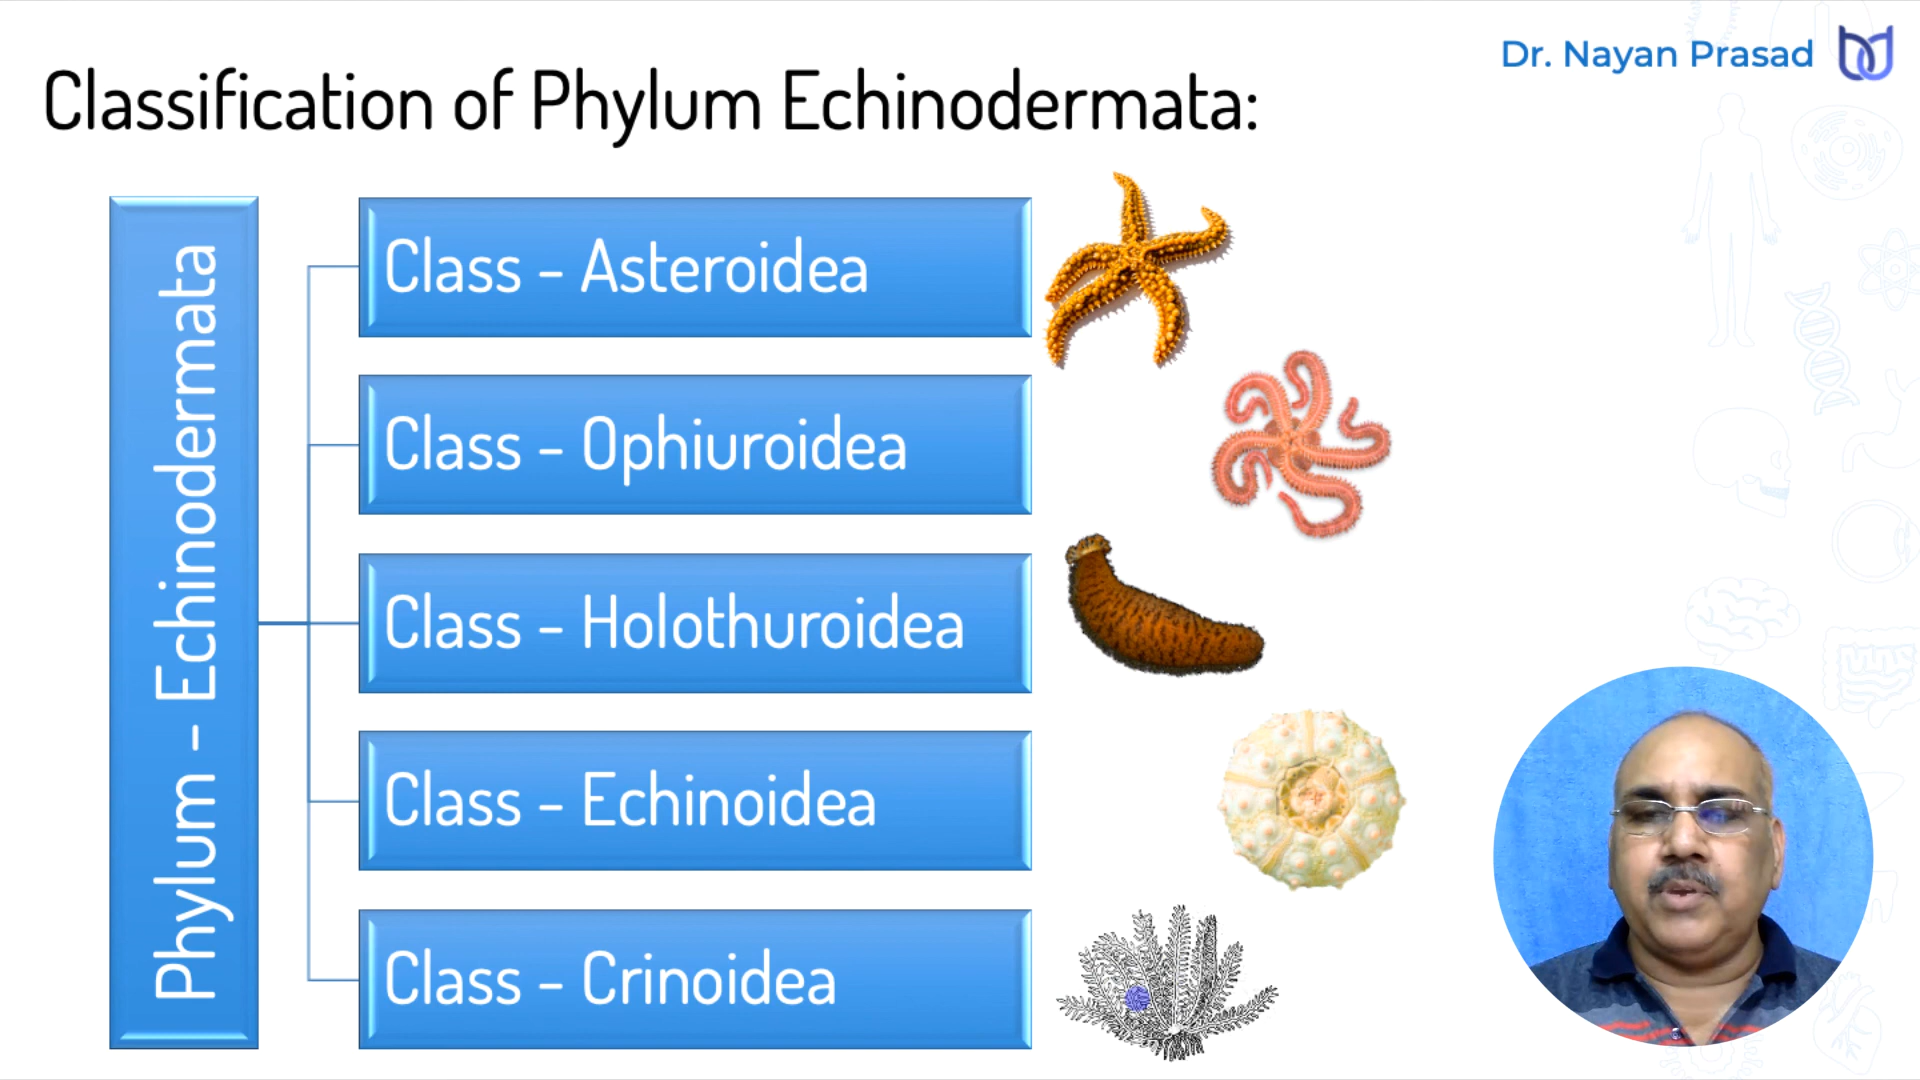 Dr. Nayan Prasad
Classification of Phylum Echinodermata:
Phylum - Echinodermata
Class - Asteroidea
Class - Ophiuroidea
Class - Holothuroidea
Class - Echinoidea
Class - Crinoidea